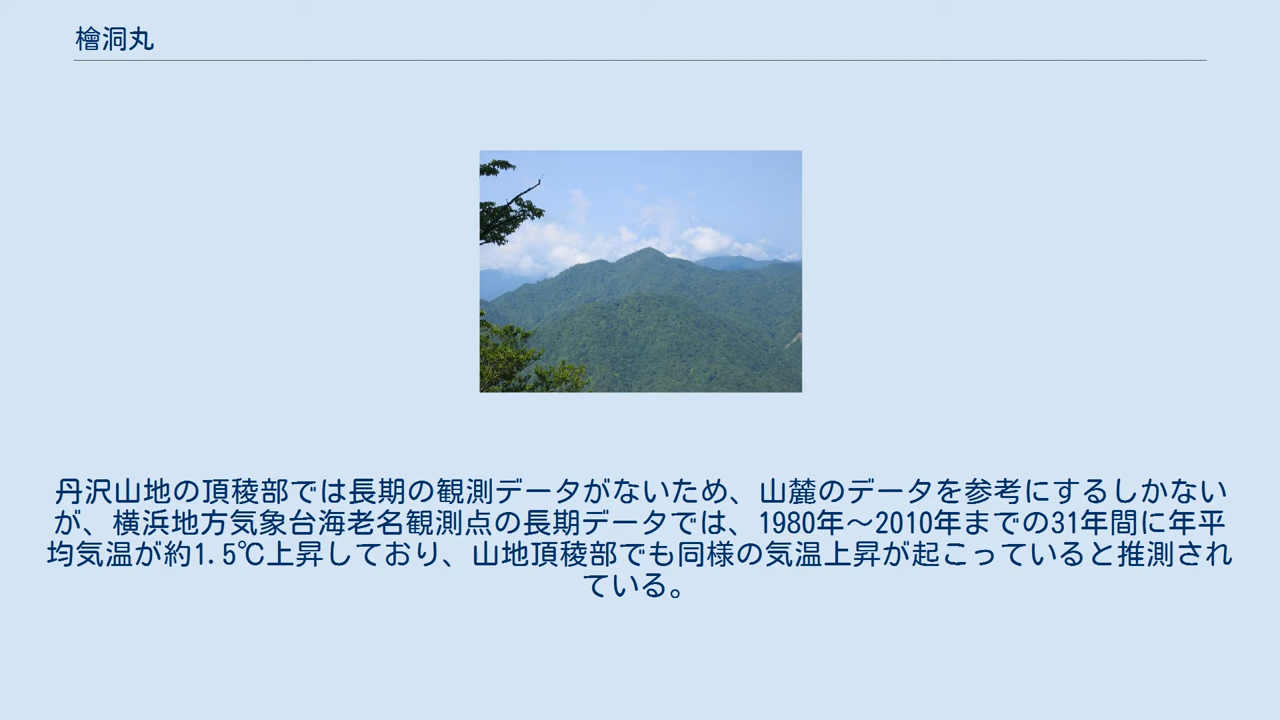 檜洞丸
丹沢山地の頂稜部では長期の観測データがないため、山麓のデータを参考にするしかない
が、横浜地方気象台海老名観測点の長期データでは、1980年～2010年までの31年間に年平
均気温が約1.5℃上昇しており、山地頂稜部でも同様の気温上昇が起こっていると推測され
ている。